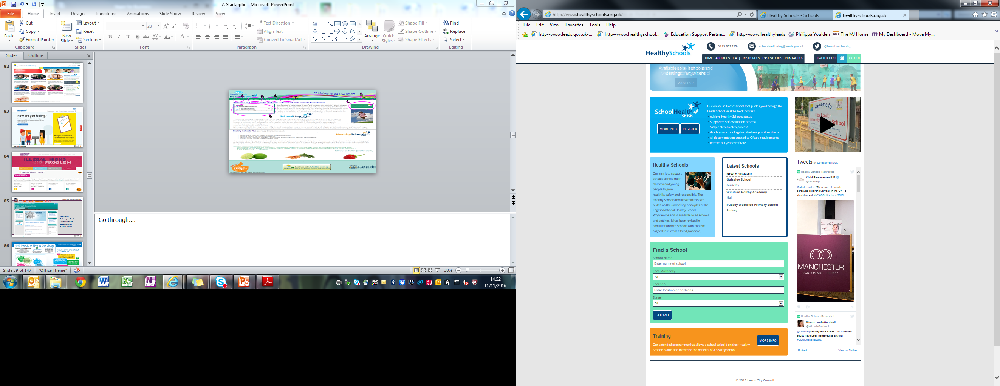 A Start.pptx - Microsoft PowerPoint
File Home Insert Design Transitions Animations Slide Show Review View
Paste
Cut
Copy
Format Painter
Clipboard
New
Slide
Layout
Reset
Section
Slides
28
B I U S abc AV Aa A
Font
Text Direction
Align Text
Convert to SmartArt
Paragraph
Arrange
Quick
Styles
Shape Fill
Shape Outline
Shape Effects
Drawing
Find
Replace
Select
Editing
Slides Outline
82
83
How are you feeling?
Have you used mental
health services recently?
84
ILLEGAL HIGHS
NO PROBLEM
WHAT ARE THEY?
85
86
NHS Healthy Living Services
Your comments about
our services
Making a Difference
SchoolHealth
CHECK
HealthySchools
Child
Friendly
Leeds
SchoolWellbeing
Leeds
Go through....
Slide 89 of 147 "Office Theme" 30%
14:52
11/11/2016
http://www.healthyschools.org.uk/
Healthy Schools - Schools
healthyschools.org.uk
File Edit View Favorites Tools Help
http--www.leeds.gov.uk-... http--www.healthyschool... Education Support Partne... http--www.healthyleeds Philippa Youlden The MJ Home My Dashboard - Move My...
HealthySchools
0113 3785254 schoolwellbeing@leeds.gov.uk @healthyschools_
HOME ABOUT US F.A.Q RESOURCES CASE STUDIES CONTACT US HEALTH CHECK LOG OUT
Available to all schools and
settings - anywhere
Video Tour
SchoolHealth
CHECK
MORE INFO REGISTER
Our online self-assessment tool guides you through the
Leeds School Health Check process.
· Achieve Healthy Schools status
· Supported self-evaluation process
· Simple step-by-step process
· Grade your school against the best practice criteria
· All documentation created to Ofsted requirements
· Receive a 3 year certificate
Welcome to
Little London
Community School
Healthy Schools
Our aim is to support
schools to help their
children and young
people to grow
healthily, safely and responsibly. The
Healthy Schools toolkit within this site
builds on the underlying principles of the
English National Healthy School
Programme and is available to all schools
and settings. It has been revised in
consultation with schools with content
aligned to current Ofsted guidance.
Latest Schools
NEWLY ENGAGED
Guiseley School
Guiseley
Winifred Holtby Academy
Hull
Pudsey Waterloo Primary School
Pudsey
Tweets by @healthyschools_
Healthy Schools Retweeted
Child Bereavement UK
@cbukhelp
@shirleypotts : "There are 111 newly
bereaved children everyday in the UK - a
shocking statistic" #CBUKschools2016
MANCHESTER
CONFERENCE CENTRE
Healthy Schools Retweeted
Wendy Lewis-Cordwell
@WLewisCordwell
@cbukhelp Shirley Potts states 1 in 10 British
adults have been bereaved as a child!
#CBUKSchools2016
Embed View on Twitter
Find a School
School Name
Enter name of school
Local Authority
All
Location
Enter location or postcode
Stage
All
SUBMIT
Training
Our extended programme that allows a school to build on their Healthy
Schools status and maximise the benefits of a healthy school.
MORE INFO
© 2016 Leeds City Council